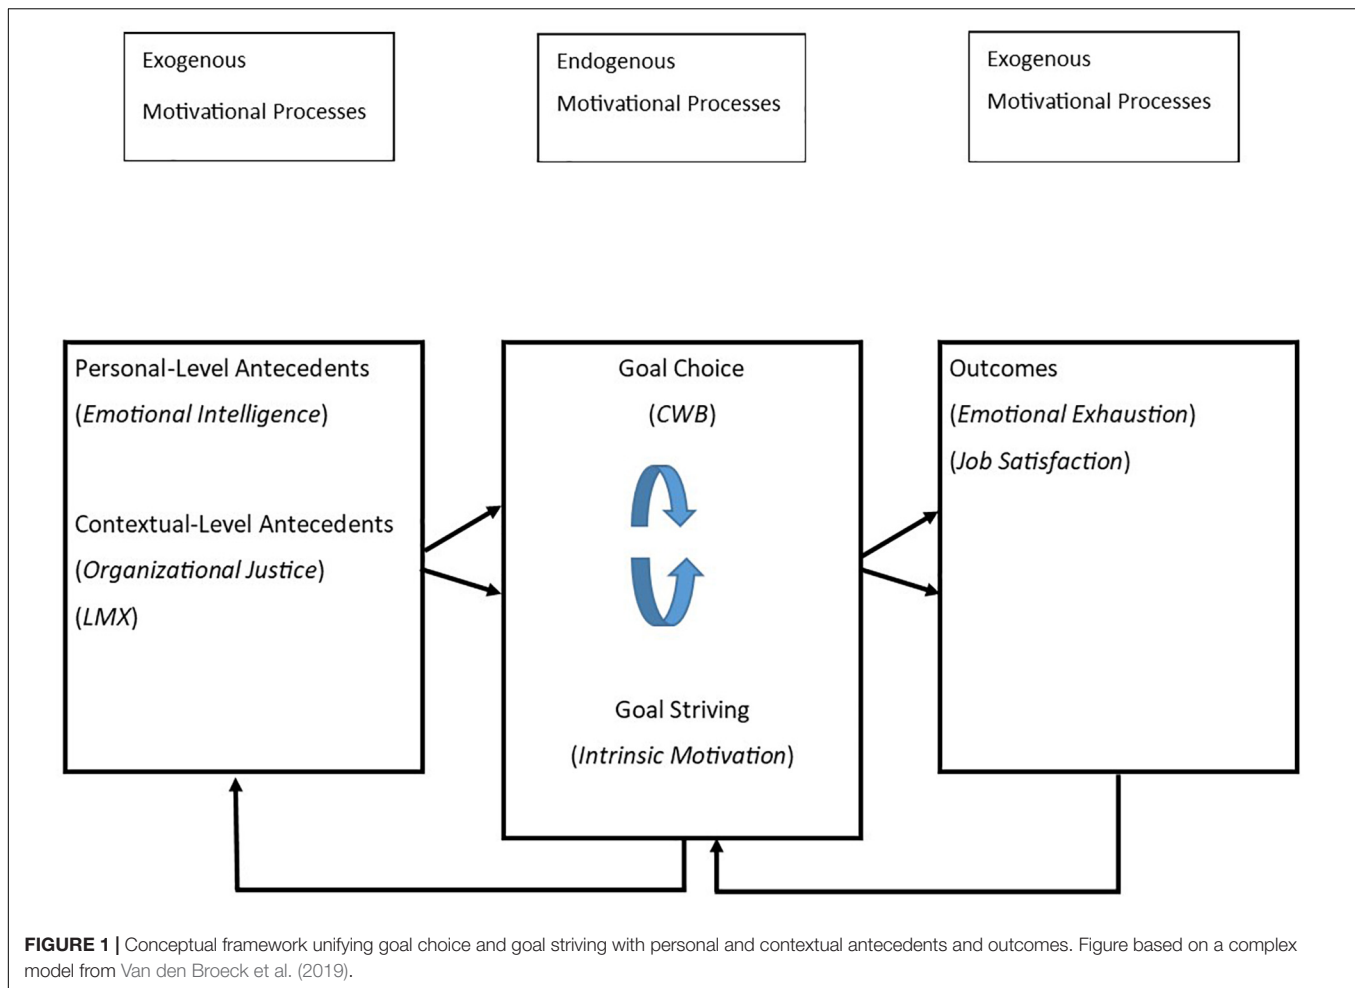 Exogenous
Motivational Processes
Endogenous
Motivational Processes
Exogenous
Motivational Processes
Personal-Level Antecedents
(Emotional Intelligence)
Contextual-Level Antecedents
(Organizational Justice)
(LMX)
Goal Choice
(CWB)
Goal Striving
(Intrinsic Motivation)
Outcomes
(Emotional Exhaustion)
(Job Satisfaction)
FIGURE 1 | Conceptual framework unifying goal choice and goal striving with personal and contextual antecedents and outcomes. Figure based on a complex
model from Van den Broeck et al. (2019).